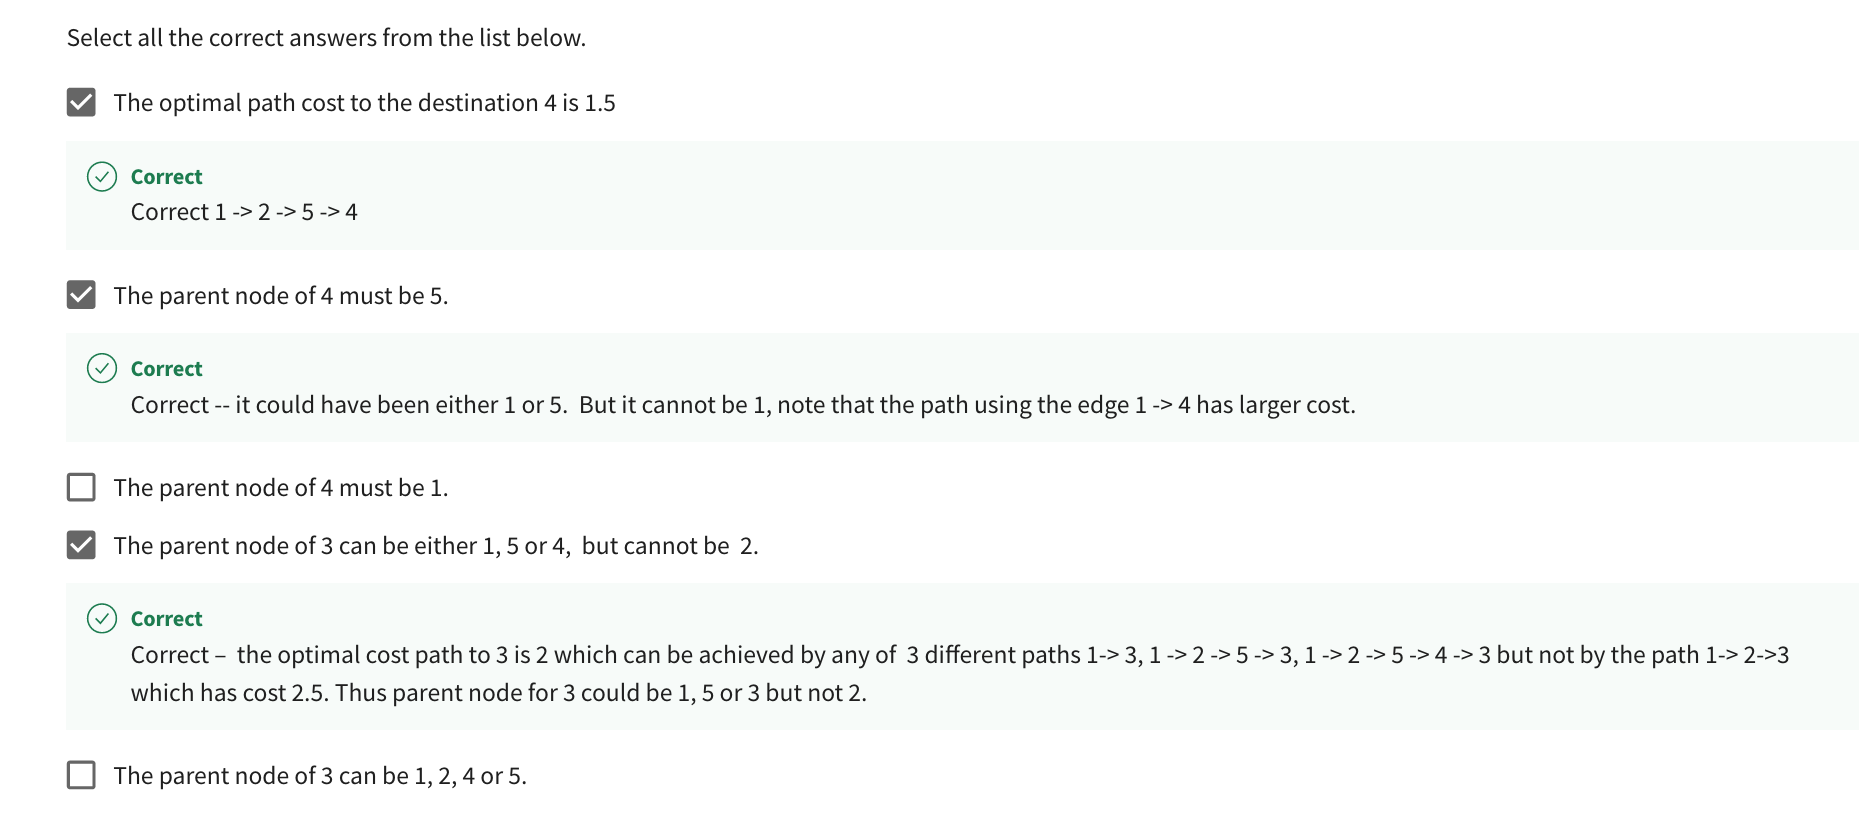 Select all the correct answers from the list below.
The optimal path cost to the destination 4 is 1.5
Correct
Correct 1 -> 2 -> 5 -> 4
The parent node of 4 must be 5.
Correct
Correct -- it could have been either 1 or 5.  But it cannot be 1, note that the path using the edge 1 -> 4 has larger cost.
The parent node of 4 must be 1.
The parent node of 3 can be either 1, 5 or 4,  but cannot be  2.
Correct
Correct –  the optimal cost path to 3 is 2 which can be achieved by any of  3 different paths 1-> 3, 1 -> 2 -> 5 -> 3, 1 -> 2 -> 5 -> 4 -> 3 but not by the path 1-> 2->3
which has cost 2.5. Thus parent node for 3 could be 1, 5 or 3 but not 2.
The parent node of 3 can be 1, 2, 4 or 5.